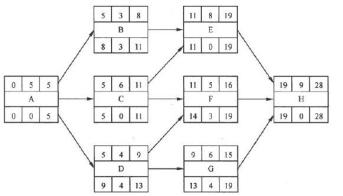 5 3 8
B
8 3 11
11 8 19
E
11 0 19
0 5 5
A
0 0 5
5 6 11
C
5 0 11
11 5 16
F
14 3 19
19 9 28
H
19 0 28
5 4 9
D
9 4 13
9 6 15
G
13 4 19